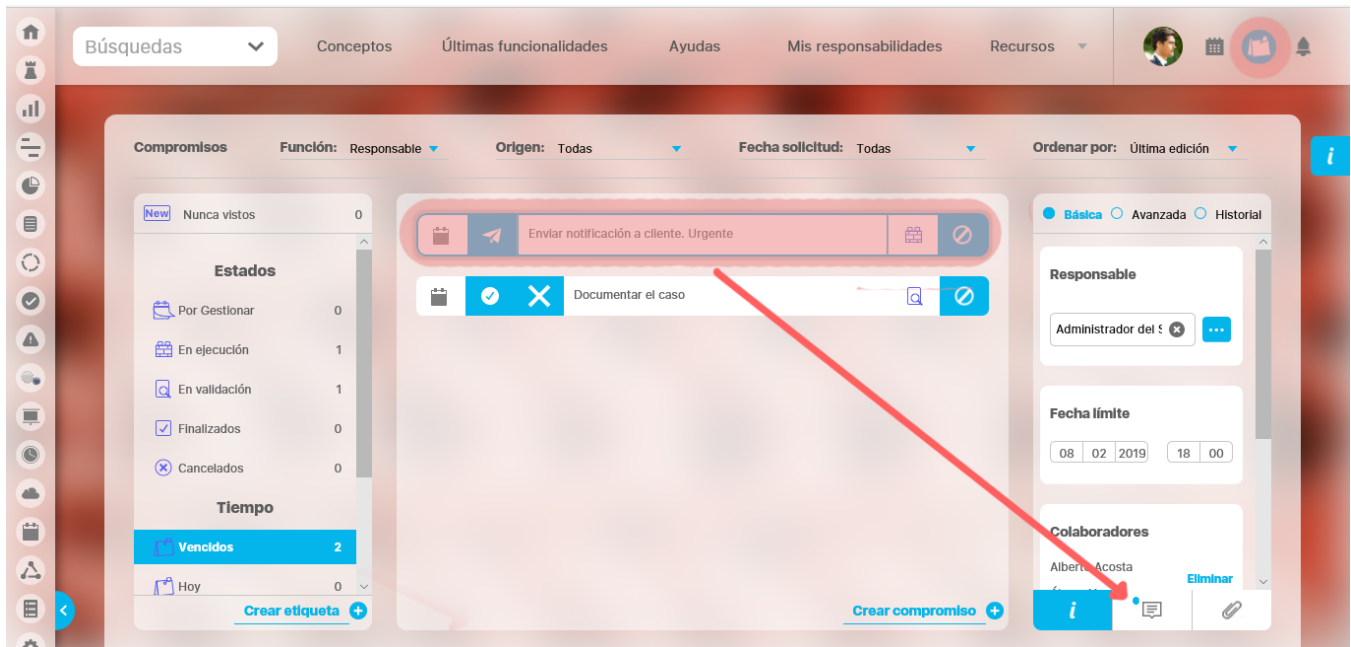 Búsquedas
Conceptos
Últimas funcionalidades
Ayudas
Mis responsabilidades
Recursos
Compromisos
Función: Responsable
Origen: Todas
Fecha solicitud: Todas
Ordenar por: Última edición
i
New Nunca vistos 0
Estados
Por Gestionar 0
En ejecución 1
En validación 1
Finalizados 0
Cancelados 0
Tiempo
Vencidos 2
Hoy 0
Crear etiqueta
Enviar notificación a cliente. Urgente
Documentar el caso
Crear compromiso
Básica Avanzada Historial
Responsable
Administrador del
Fecha límite
08 02 2019 18 00
Colaboradores
Alberto Acosta
Eliminar
i